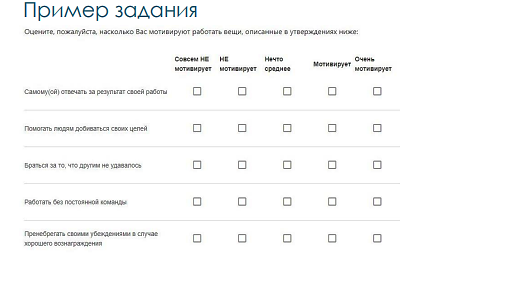 Пример задания
Оцените, пожалуйста, насколько Вас мотивируют работать вещи, описанные в утверждениях ниже:
Совсем НЕ мотивирует
НЕ мотивирует
Нечто среднее
Мотивирует
Очень мотивирует
Самому(ой) отвечать за результат своей работы
Помогать людям добиваться своих целей
Браться за то, что другим не удавалось
Работать без постоянной команды
Пренебрегать своими убеждениями в случае
хорошего вознаграждения